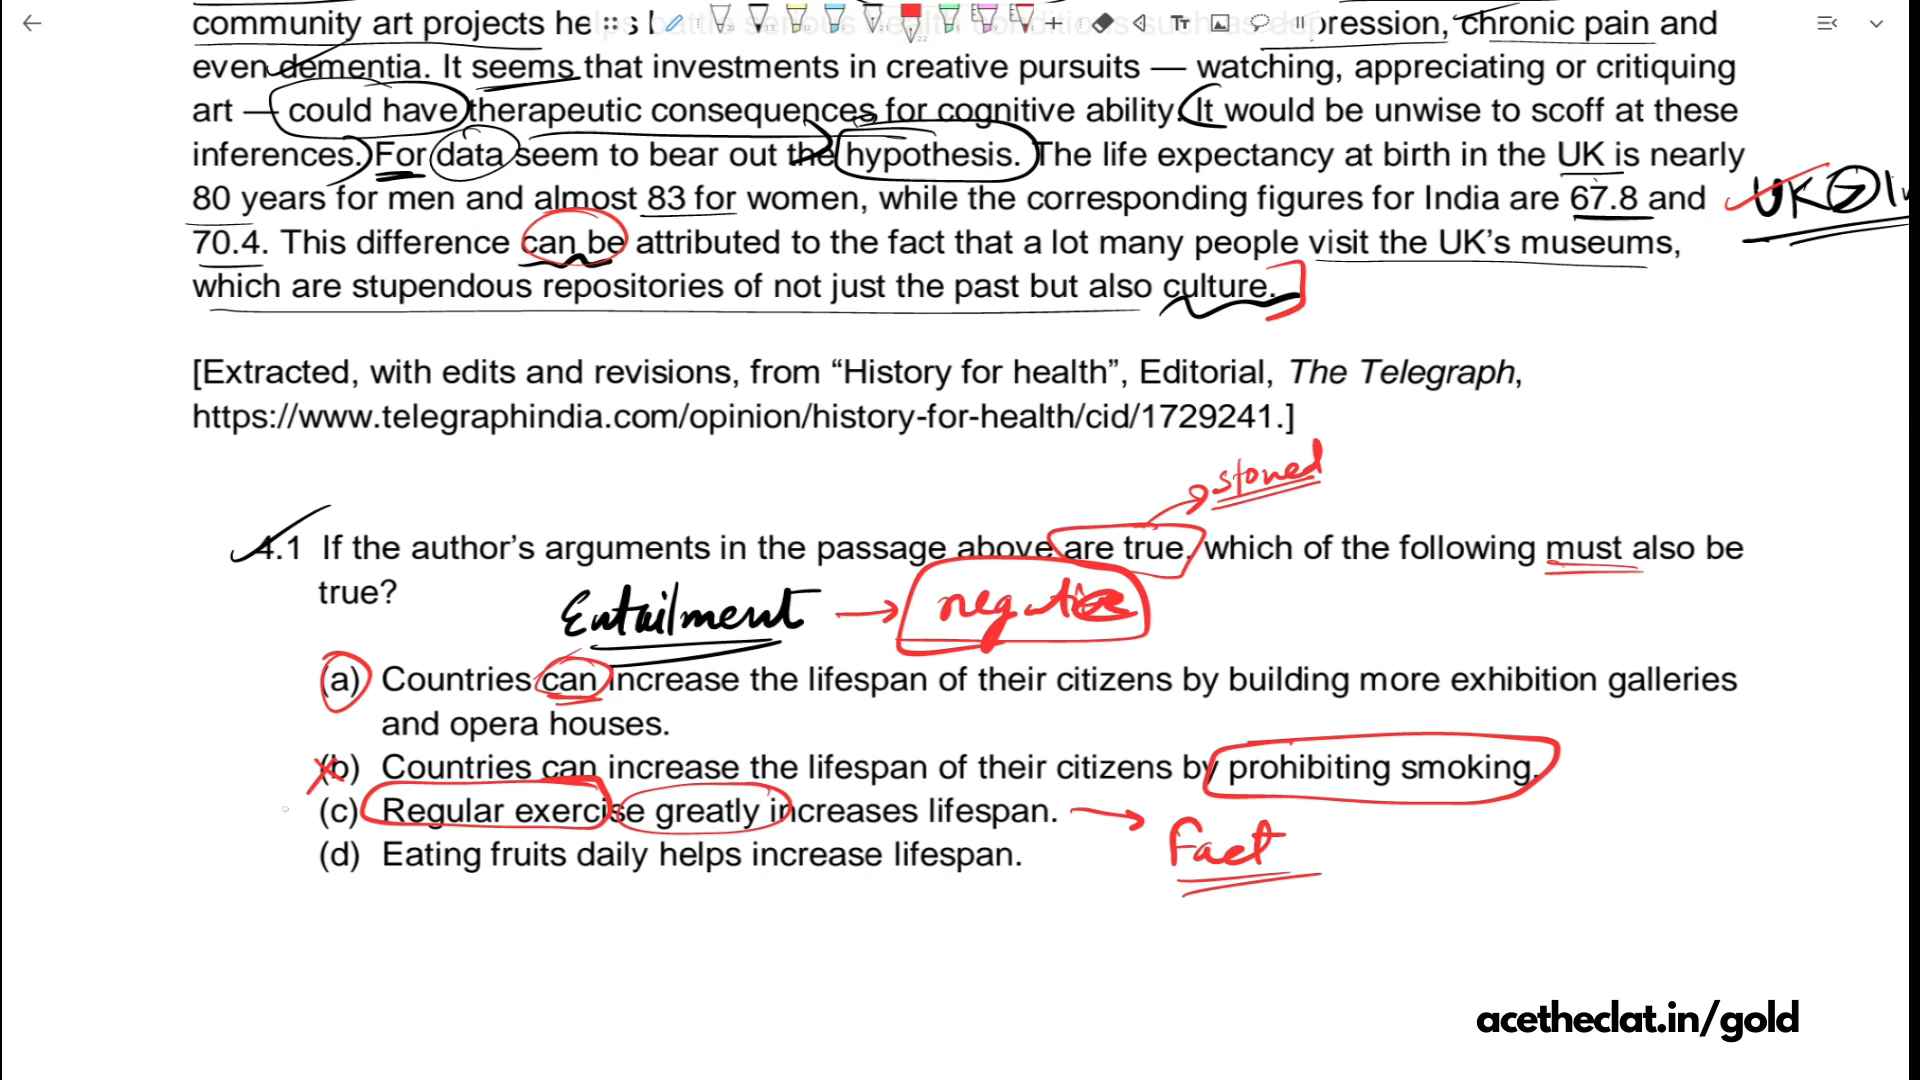 community art projects he
pression, chronic pain and
even dementia. It seems that investments in creative pursuits — watching, appreciating or critiquing
art — could have therapeutic consequences for cognitive ability. It would be unwise to scoff at these
inferences. For data seem to bear out the hypothesis. The life expectancy at birth in the UK is nearly
80 years for men and almost 83 for women, while the corresponding figures for India are 67.8 and
UK
70.4. This difference can be attributed to the fact that a lot many people visit the UK's museums,
which are stupendous repositories of not just the past but also culture.
[Extracted, with edits and revisions, from “History for health”, Editorial, The Telegraph,
https://www.telegraphindia.com/opinion/history-for-health/cid/1729241.]
stoned
4.1 If the author's arguments in the passage above are true, which of the following must also be
true?
Entailment
(a) Countries can increase the lifespan of their citizens by building more exhibition galleries
and opera houses.
(b) Countries can increase the lifespan of their citizens by prohibiting smoking.
(c) Regular exercise greatly increases lifespan.
Fact
(d) Eating fruits daily helps increase lifespan.
acetheclat.in/gold